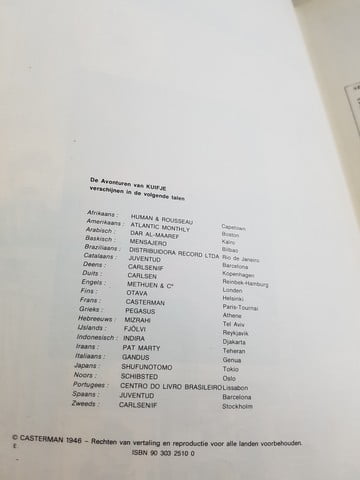 De Avonturen van KUIFJE
verschijnen in de volgende talen
Afrikaans : HUMAN & ROUSSEAU Capetown
Amerikaans : ATLANTIC MONTHLY Boston
Arabisch : DAR AL-MAAREF Kaïro
Baskisch : MENSAJERO Bilbao
Braziliaans : DISTRIBUIDORA RECORD LTDA Rio de Janeiro
Catalaans : JUVENTUD Barcelona
Deens : CARLSEN/IF Kopenhagen
Duits : CARLSEN Reinbek-Hamburg
Engels : METHUEN & Cº Londen
Fins : OTAVA Helsinki
Frans : CASTERMAN Paris-Tournai
Grieks : PEGASUS Athene
Hebreeuws : MIZRAHI Tel Aviv
IJslands : FJÖLVI Reykjavik
Indonesisch : INDIRA Djakarta
Iraans : PAT MARTY Teheran
Italiaans : GANDUS Genua
Japans : SHUFUNOTOMO Tokio
Noors : SCHIBSTED Oslo
Portugees : CENTRO DO LIVRO BRASILEIRO Lissabon
Spaans : JUVENTUD Barcelona
Zweeds : CARLSEN/IF Stockholm
© CASTERMAN 1946 – Rechten van vertaling en reproductie voor alle landen voorbehouden.
ISBN 90 303 2510 0